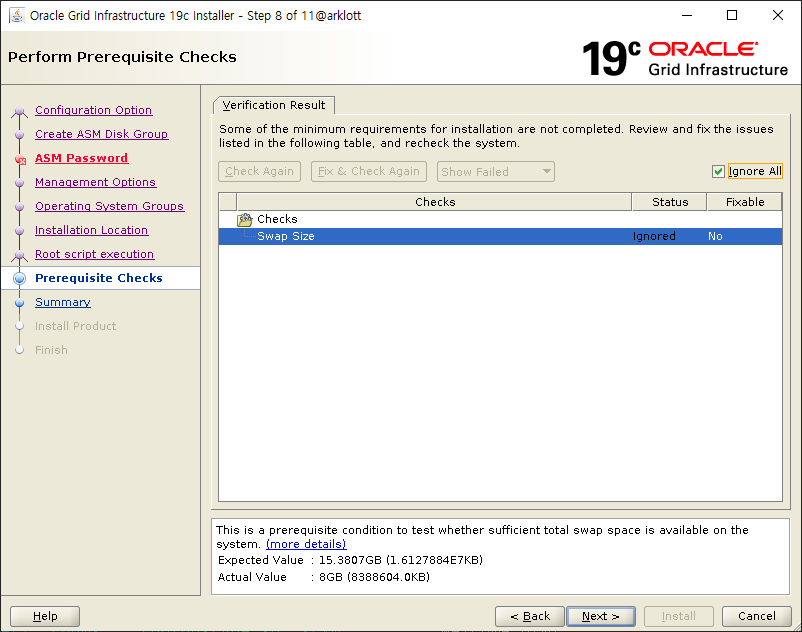 Oracle Grid Infrastructure 19c Installer - Step 8 of 11@arklott
Perform Prerequisite Checks
19c ORACLE
Grid Infrastructure
Configuration Option
Create ASM Disk Group
ASM Password
Management Options
Operating System Groups
Installation Location
Root script execution
Prerequisite Checks
Summary
Install Product
Finish
Verification Result
Some of the minimum requirements for installation are not completed. Review and fix the issues
listed in the following table, and recheck the system.
Check Again Fix & Check Again Show Failed Ignore All
Checks Status Fixable
Checks
Swap Size Ignored No
This is a prerequisite condition to test whether sufficient total swap space is available on the
system. (more details)
Expected Value : 15.3807GB (1.6127884E7KB)
Actual Value : 8GB (8388604.0KB)
Help < Back Next > Install Cancel